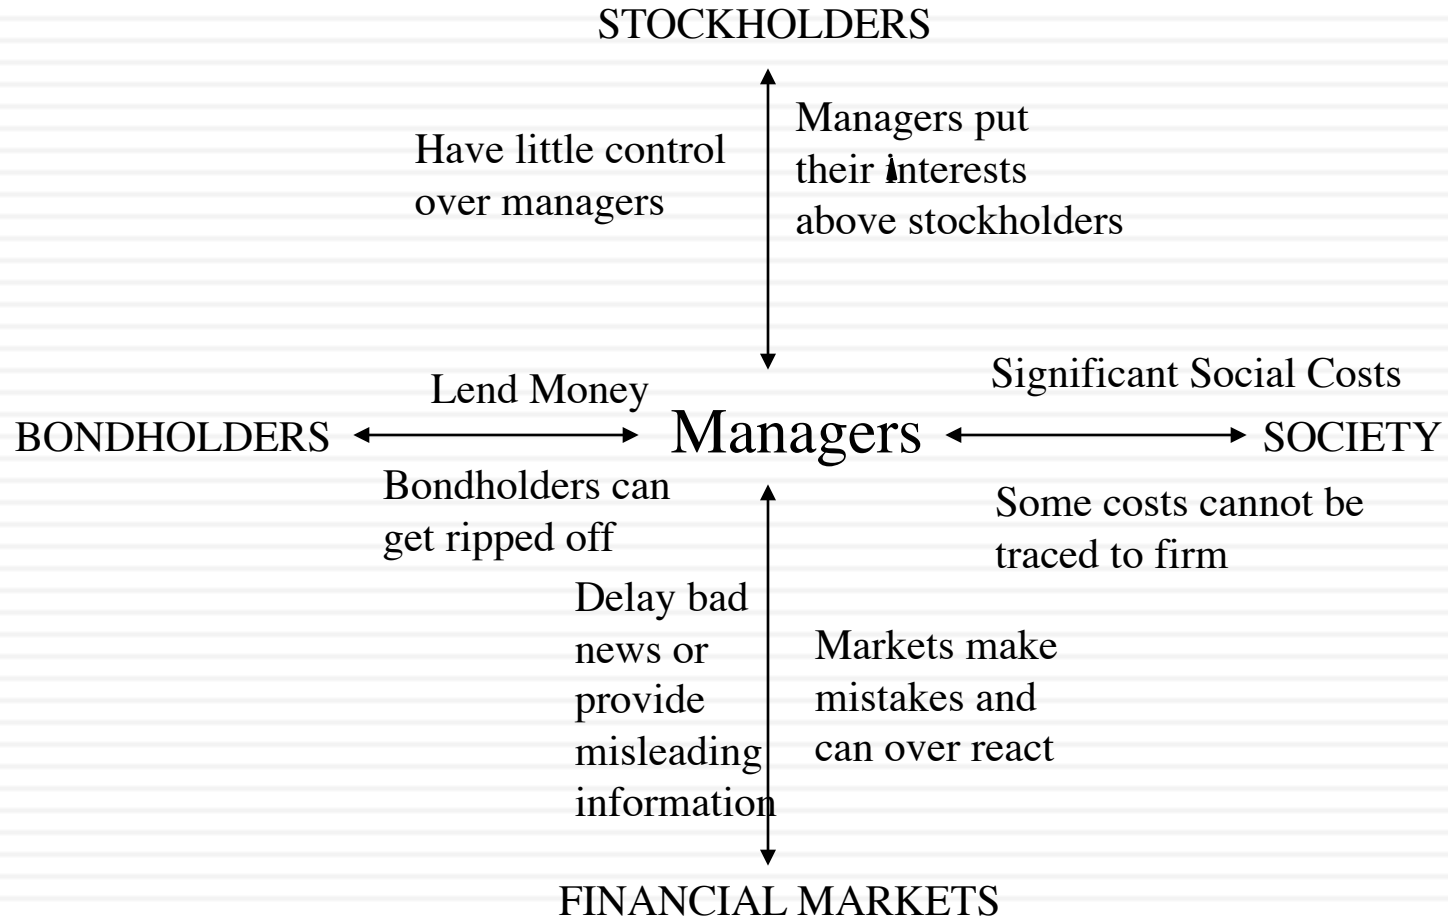 STOCKHOLDERS
Have little control
over managers
Managers put
their interests
above stockholders
Lend Money
Significant Social Costs
BONDHOLDERS
Managers
SOCIETY
Bondholders can
get ripped off
Some costs cannot be
traced to firm
Delay bad
news or
provide
misleading
information
Markets make
mistakes and
can over react
FINANCIAL MARKETS